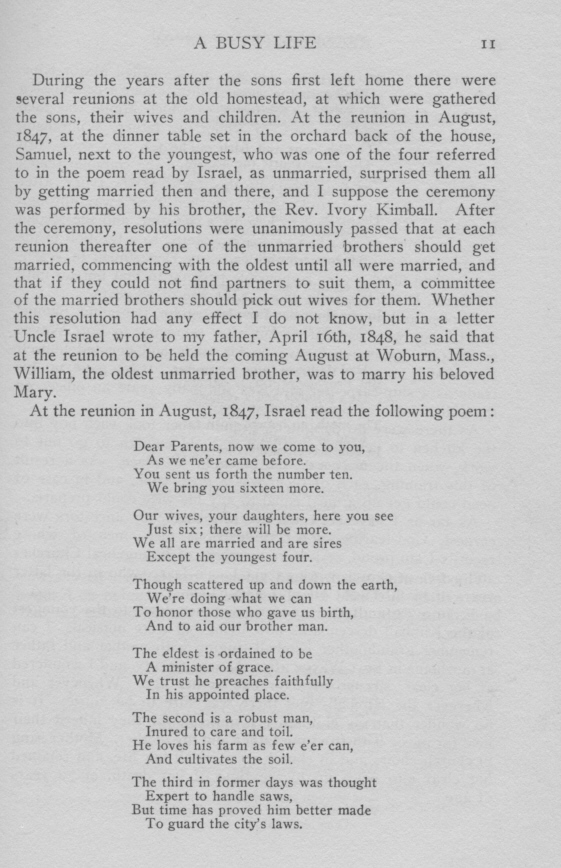 A BUSY LIFE 11
During the years after the sons first left home there were
several reunions at the old homestead, at which were gathered
the sons, their wives and children. At the reunion in August,
1847, at the dinner table set in the orchard back of the house,
Samuel, next to the youngest, who was one of the four referred
to in the poem read by Israel, as unmarried, surprised them all
by getting married then and there, and I suppose the ceremony
was performed by his brother, the Rev. Ivory Kimball. After
the ceremony, resolutions were unanimously passed that at each
reunion thereafter one of the unmarried brothers should get
married, commencing with the oldest until all were married, and
that if they could not find partners to suit them, a committee
of the married brothers should pick out wives for them. Whether
this resolution had any effect I do not know, but in a letter
Uncle Israel wrote to my father, April 16th, 1848, he said that
at the reunion to be held the coming August at Woburn, Mass.,
William, the oldest unmarried brother, was to marry his beloved
Mary.
At the reunion in August, 1847, Israel read the following poem:
Dear Parents, now we come to you,
As we ne'er came before.
You sent us forth the number ten.
We bring you sixteen more.
Our wives, your daughters, here you see
Just six; there will be more.
We all are married and are sires
Except the youngest four.
Though scattered up and down the earth,
We're doing what we can
To honor those who gave us birth,
And to aid our brother man.
The eldest is ordained to be
A minister of grace.
We trust he preaches faithfully
In his appointed place.
The second is a robust man,
Inured to care and toil.
He loves his farm as few e'er can,
And cultivates the soil.
The third in former days was thought
Expert to handle saws,
But time has proved him better made
To guard the city's laws.